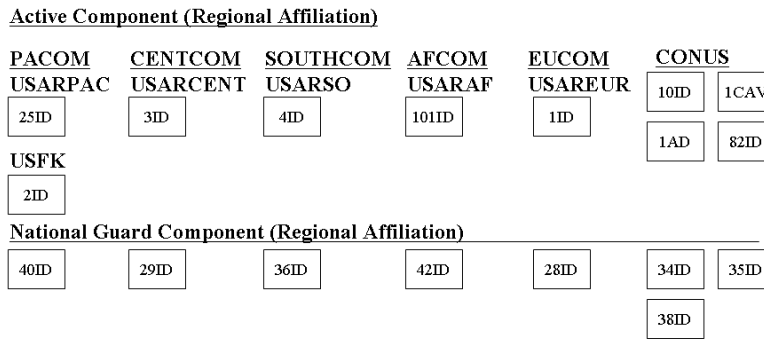 Active Component (Regional Affiliation)
PACOM CENTCOM SOUTHCOM AFCOM EUCOM CONUS
USARPAC USARCENT USARSO USARAF USAREUR
10ID 1CAV
25ID 3ID 4ID 101ID 1ID
1AD 82ID
USFK
2ID
National Guard Component (Regional Affiliation)
40ID 29ID 36ID 42ID 28ID 34ID 35ID
38ID